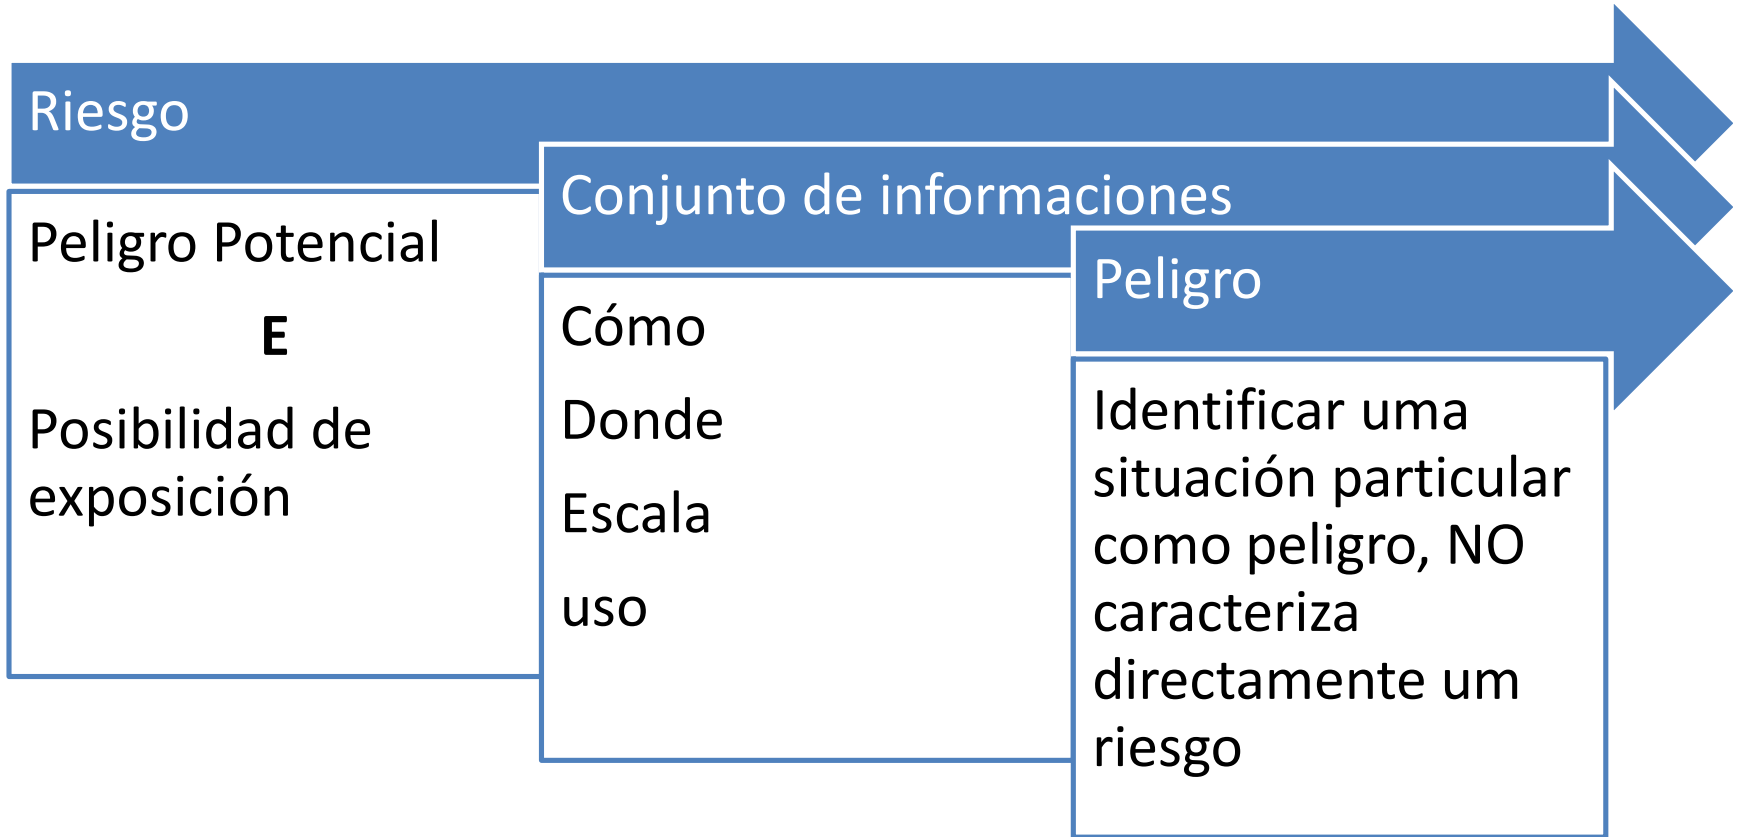 Riesgo
Peligro Potencial
E
Posibilidad de
exposición
Conjunto de informaciones
Cómo
Donde
Escala
uso
Peligro
Identificar uma
situación particular
como peligro, NO
caracteriza
directamente um
riesgo